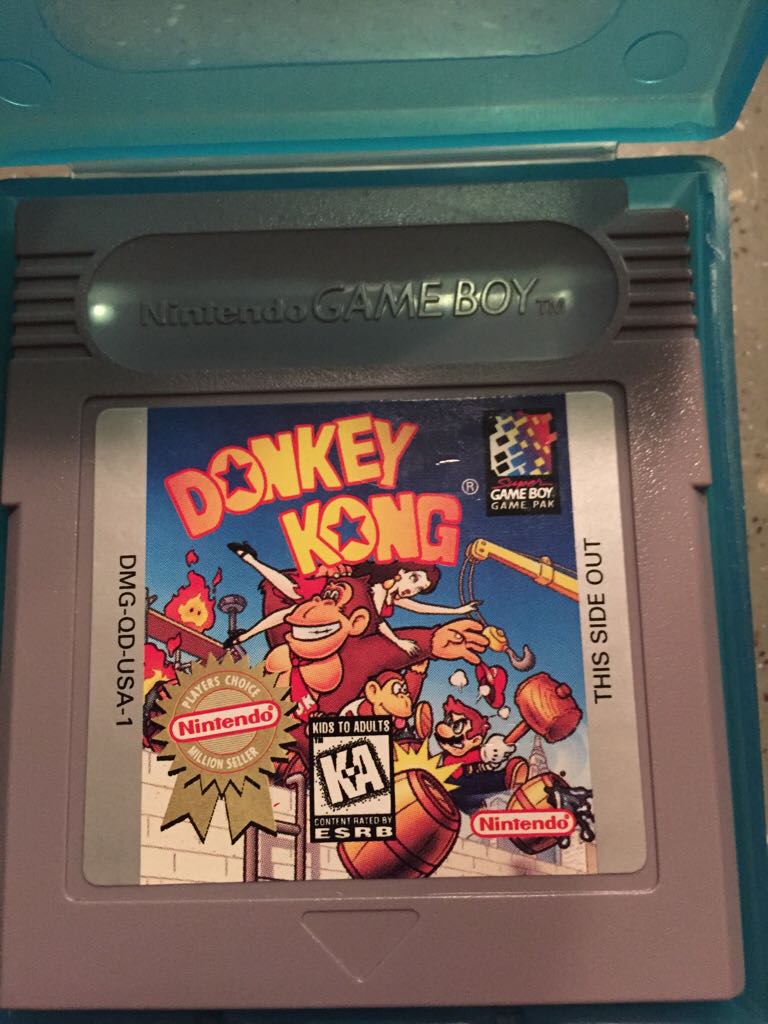 Nintendo GAME BOY TM
DONKEY
KONG ®
Super
GAME BOY
GAME PAK
DMG-QD-USA-1
THIS SIDE OUT
PLAYERS CHOICE
Nintendo®
MILLION SELLER
DK
KIDS TO ADULTS
K-A
CONTENT RATED BY
ESRB
Nintendo®